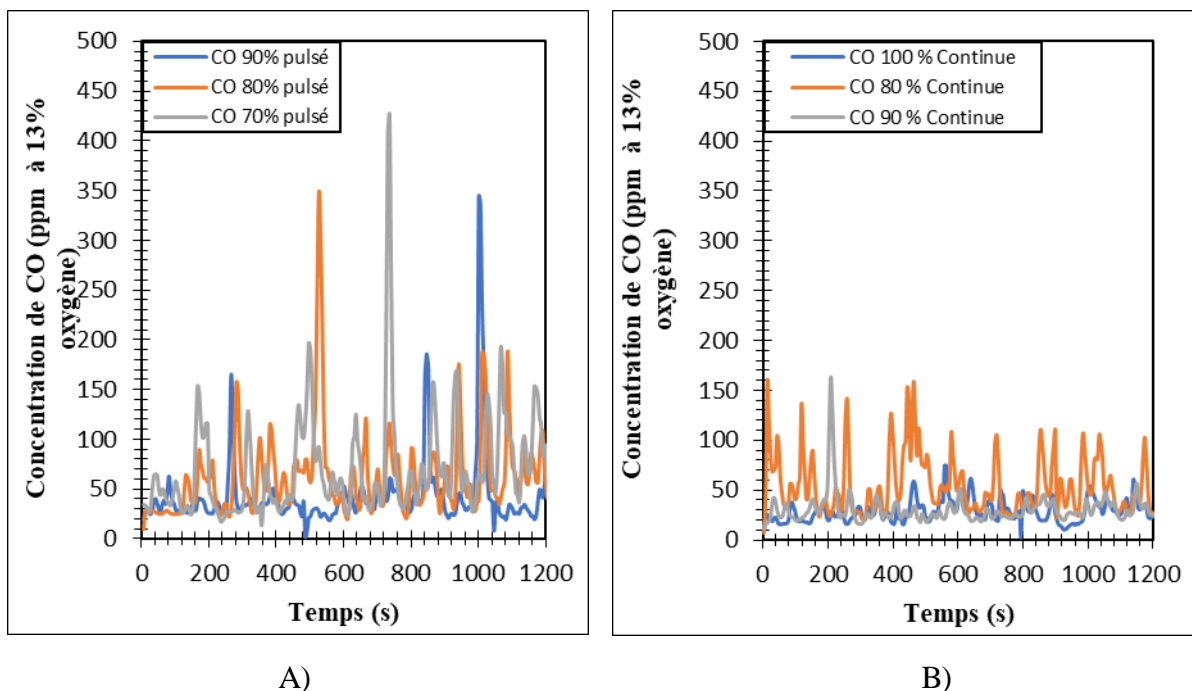 500
450
400
350
300
250
200
150
100
50
0
CO 90% pulsé
CO 80% pulsé
CO 70% pulsé
Concentration de CO (ppm à 13%
oxygène)
0 200 400 600 800 1000 1200
Temps (s)
A)
500
450
400
350
300
250
200
150
100
50
0
CO 100 % Continue
CO 80 % Continue
CO 90 % Continue
Concentration de CO (ppm à 13%
oxygène)
0 200 400 600 800 1000 1200
Temps (s)
B)